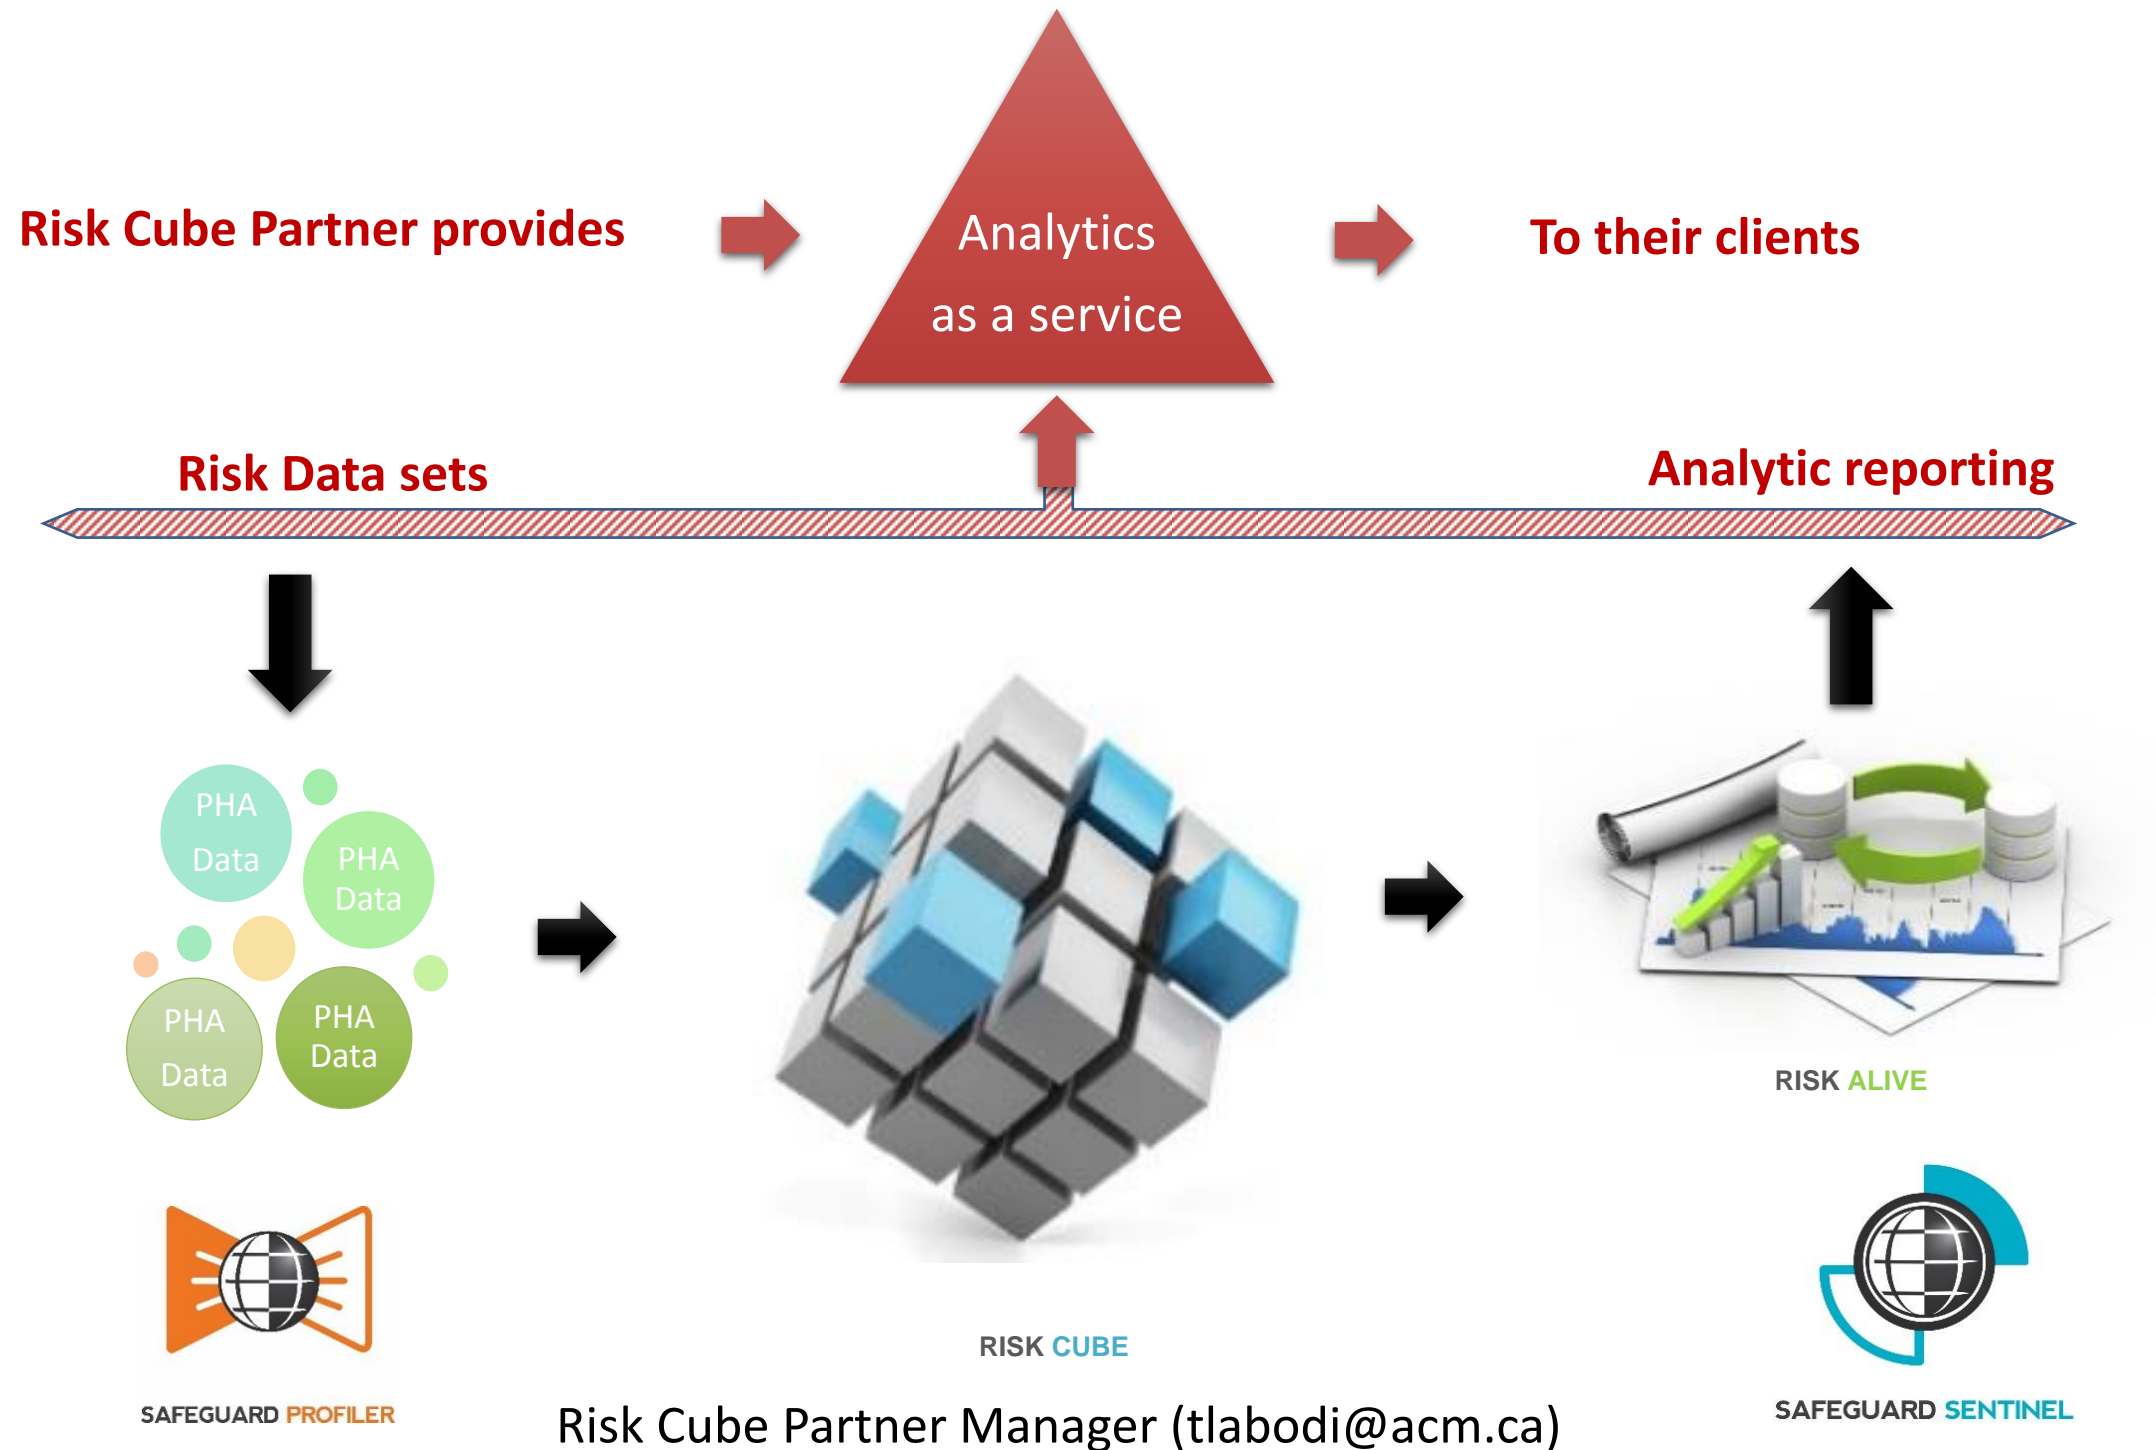 Risk Cube Partner provides
Analytics
as a service
To their clients
Risk Data sets
Analytic reporting
PHA
Data
PHA
Data
PHA
Data
PHA
Data
RISK ALIVE
RISK CUBE
SAFEGUARD PROFILER
SAFEGUARD SENTINEL
Risk Cube Partner Manager (tlabodi@acm.ca)